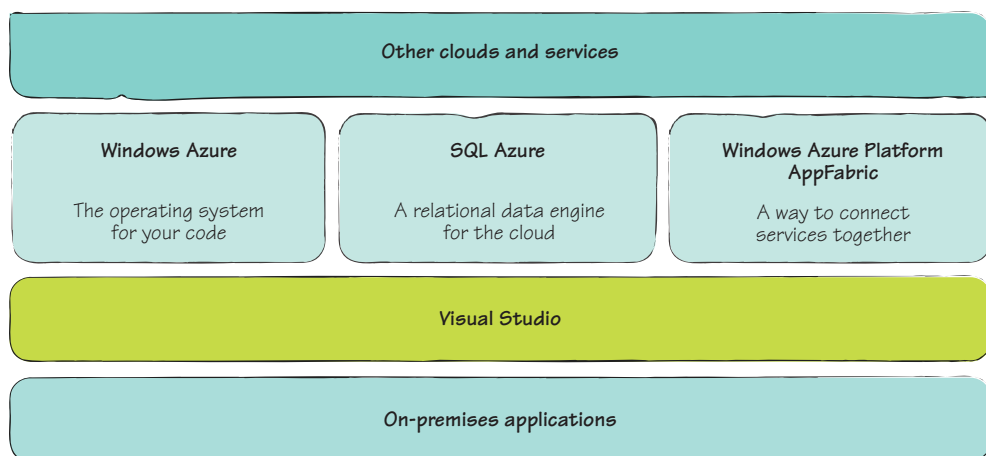 Other clouds and services
Windows Azure
The operating system
for your code
SQL Azure
A relational data engine
for the cloud
Windows Azure Platform
AppFabric
A way to connect
services together
Visual Studio
On-premises applications